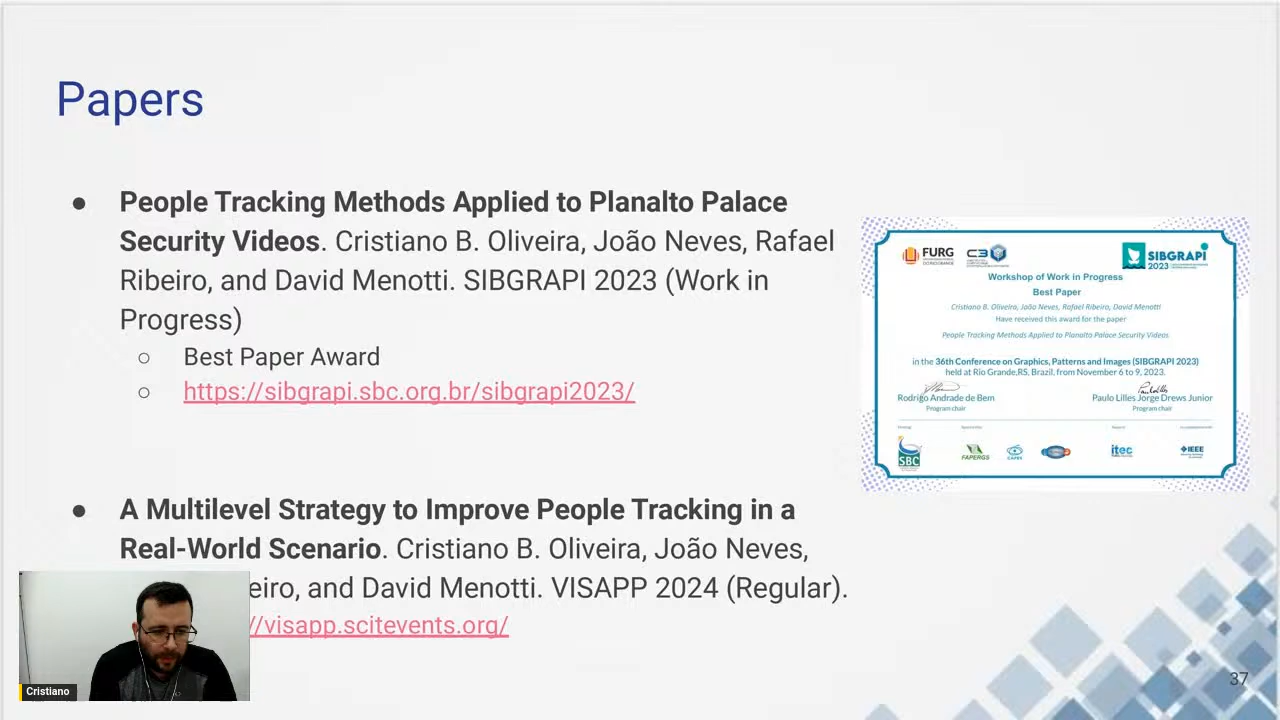 Papers
● People Tracking Methods Applied to Planalto Palace
Security Videos. Cristiano B. Oliveira, João Neves, Rafael
Ribeiro, and David Menotti. SIBGRAPI 2023 (Work in
Progress)
○ Best Paper Award
○ https://sibgrapi.sbc.org.br/sibgrapi2023/
● A Multilevel Strategy to Improve People Tracking in a
Real-World Scenario. Cristiano B. Oliveira, João Neves,
eiro, and David Menotti. VISAPP 2024 (Regular).
//visapp.scitevents.org/
FURG
C3
SIBGRAPI
2023
Workshop of Work in Progress
Best Paper
Cristiano B. Oliveira, João Neves, Rafael Ribeiro, David Menotti
Have received this award for the paper
People Tracking Methods Applied to Planalto Palace Security Videos
in the 36th Conference on Graphics, Patterns and Images (SIBGRAPI 2023)
held at Rio Grande,RS, Brazil, from November 6 to 9, 2023.
Rodrigo Andrade de Bem
Program chair
Paulo Lilles Jorge Drews Junior
Program chair
SBC
FAPERGS
CAPES
itec
IEEE
Cristiano
37